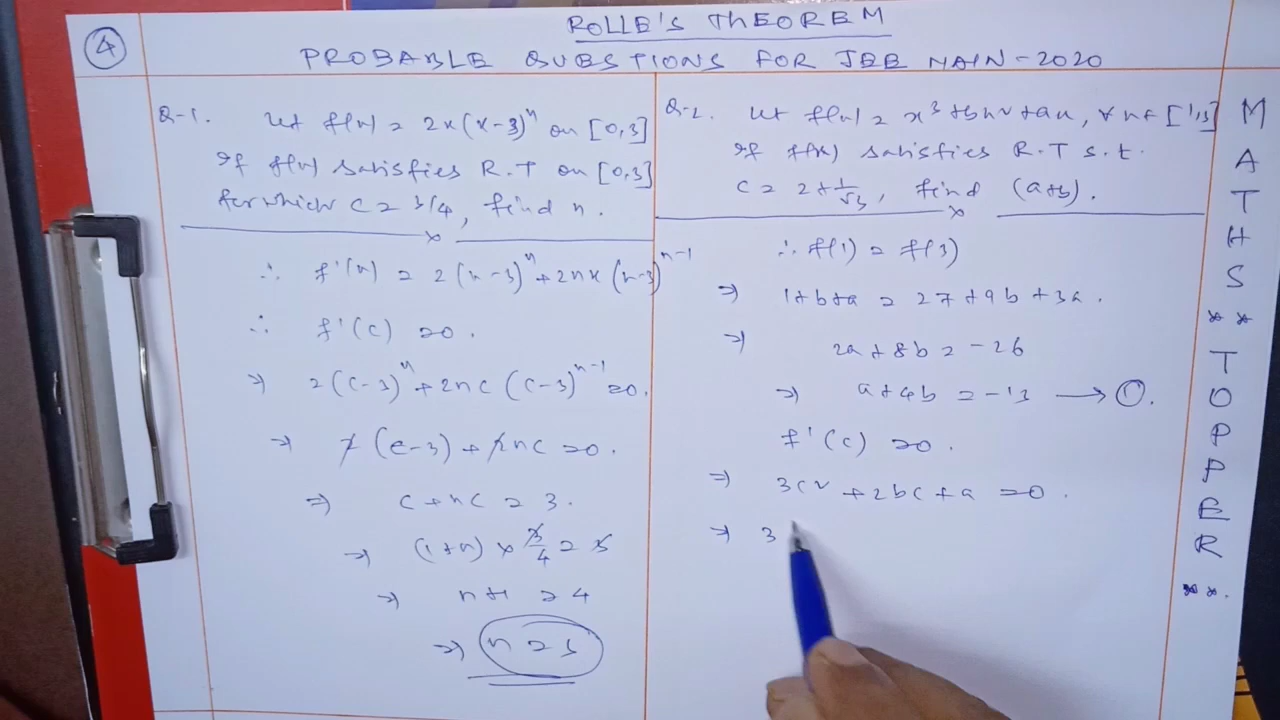 4
ROLLE'S THEOREM
PROBABLE QUESTIONS FOR JEE MAIN-2020
Q-1. Let f(x) = 2x(x-3)^n on [0,3]
If f(x) satisfies R.T on [0,3]
for which c = 3/4, find n.
∴ f'(x) = 2(x-3)^n + 2nx(x-3)^{n-1}
∴ f'(c) = 0.
⇒ 2(c-3)^n + 2nc(c-3)^{n-1} = 0.
⇒ 2(c-3) + 2nc = 0.
⇒ c + nc = 3.
⇒ (1+n) × 3/4 = 3
⇒ n+1 = 4
⇒ n = 3
Q-2. Let f(x) = x³ + bx² + ax, ∀ x ∈ [1,3]
If f(x) satisfies R.T s.t.
c = 2 + 1/√3, find (a+b).
∴ f(1) = f(3)
⇒ 1+b+a = 27+9b+3a.
⇒ 2a+8b = -26
⇒ a+4b = -13 → ①.
f'(c) = 0.
⇒ 3c² + 2bc + a = 0.
⇒ 3
MATHS ** TOPPER **.